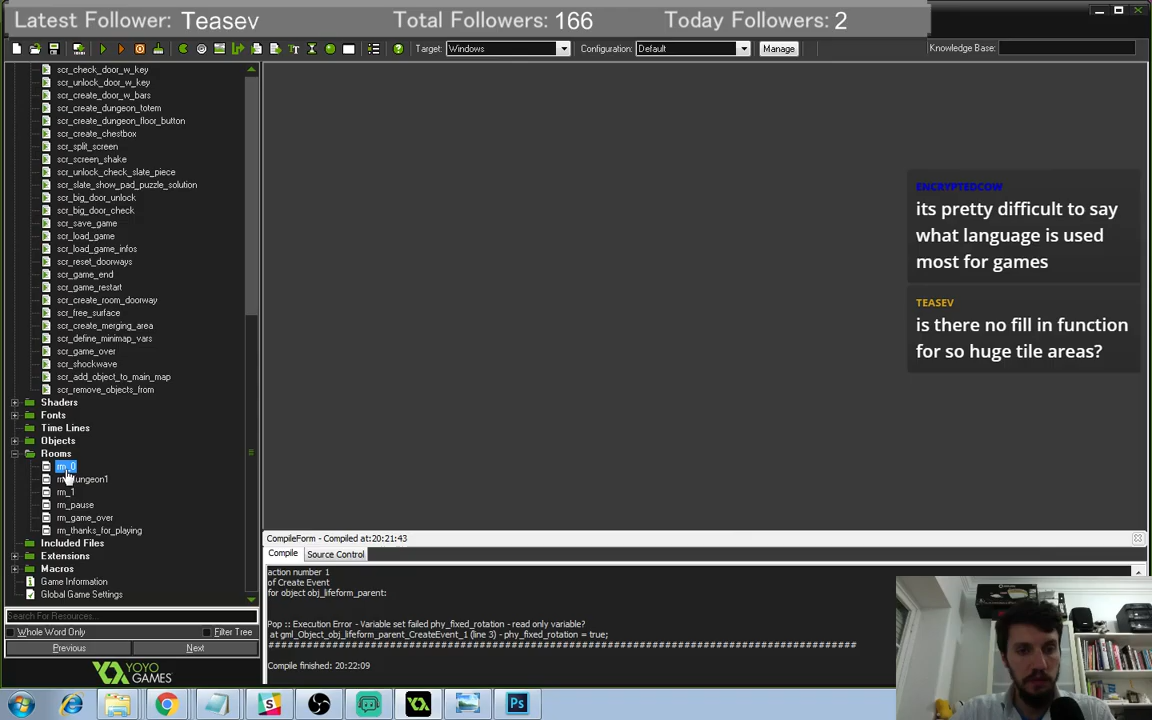 Latest Follower: Teasev
Total Followers: 166
Today Followers: 2
Target: Windows
Configuration: Default
Manage
Knowledge Base:
scr_check_door_w_key
scr_unlock_door_w_key
scr_create_door_w_bars
scr_create_dungeon_totem
scr_create_dungeon_floor_button
scr_create_chestbox
scr_split_screen
scr_screen_shake
scr_unlock_check_slate_piece
scr_slate_show_pad_puzzle_solution
scr_big_door_unlock
scr_big_door_check
scr_save_game
scr_load_game
scr_load_game_infos
scr_reset_doorways
scr_game_end
scr_game_restart
scr_create_room_doorway
scr_free_surface
scr_create_merging_area
scr_define_minimap_vars
scr_game_over
scr_shockwave
scr_add_object_to_main_map
scr_remove_objects_from
Shaders
Fonts
Time Lines
Objects
Rooms
rm_0
rm_1
rm_pause
rm_game_over
rm_thanks_for_playing
Included Files
Extensions
Macros
Game Information
Global Game Settings
Search For Resources...
Whole Word Only
Filter Tree
Previous
Next
YOYO
GAMES
ENCRYPTEDCOW
its pretty difficult to say
what language is used
most for games
TEASEV
is there no fill in function
for so huge tile areas?
CompileForm - Compiled at:20:21:43
Compile
Source Control
action number 1
of Create Event
for object obj_lifeform_parent:
Pop :: Execution Error - Variable set failed phy_fixed_rotation - read only variable?
at gml_Object_obj_lifeform_parent_CreateEvent_1 (line 3) - phy_fixed_rotation = true;
############################################################################################
Compile finished: 20:22:09